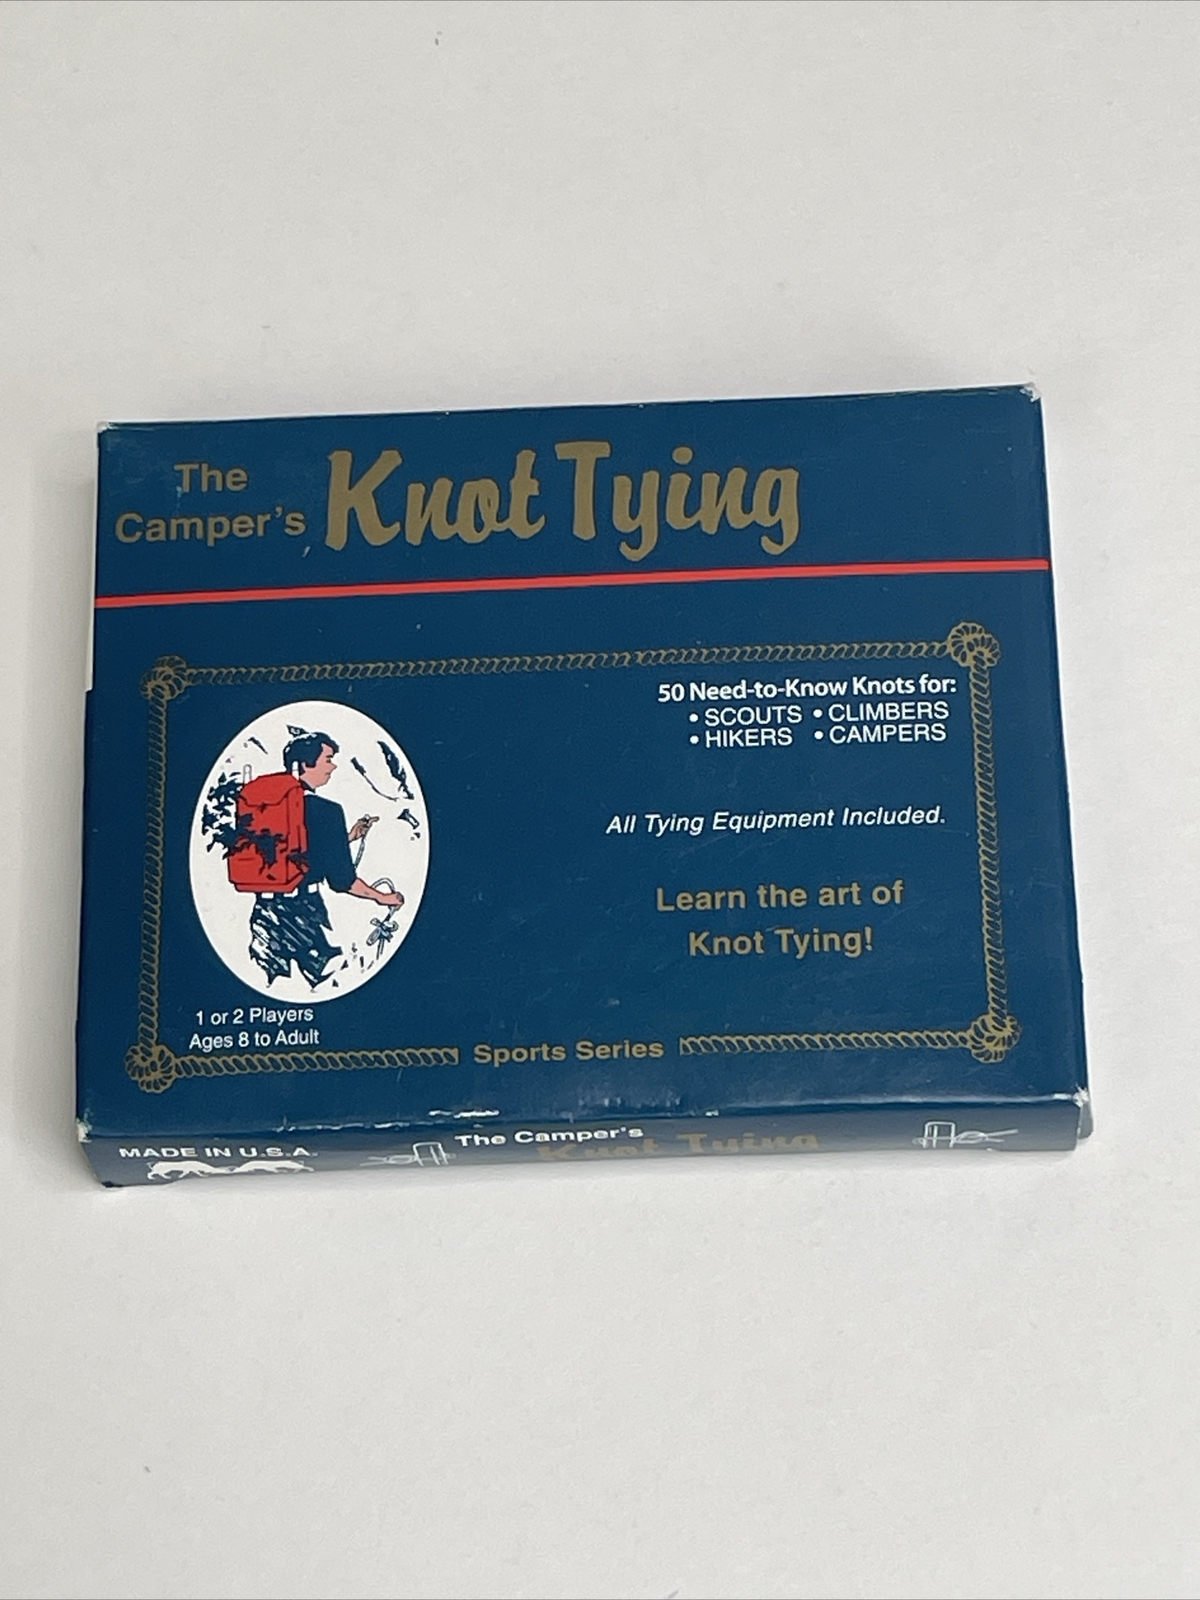 The
Camper's
Knot Tying
50 Need-to-Know Knots for:
• SCOUTS • CLIMBERS
• HIKERS • CAMPERS
All Tying Equipment Included.
Learn the art of
Knot Tying!
1 or 2 Players
Ages 8 to Adult
Sports Series
MADE IN U.S.A.
The Camper's
Knot Tying